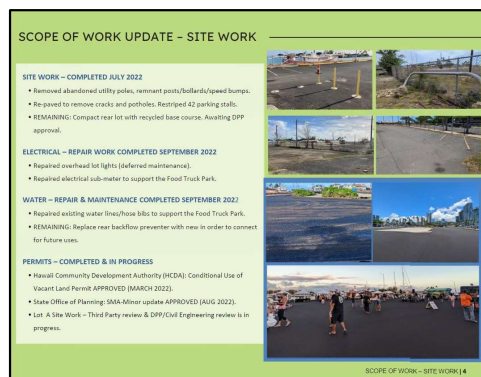 SCOPE OF WORK UPDATE – SITE WORK
SITE WORK – COMPLETED JULY 2022
▪ Removed abandoned utility poles, remnant posts/bollards/speed bumps.
▪ Re-paved to remove cracks and potholes. Restriped 42 parking stalls.
▪ REMAINING: Compact rear lot with recycled base course. Awaiting DPP
approval.
ELECTRICAL – REPAIR WORK COMPLETED SEPTEMBER 2022
▪ Repaired overhead lot lights (deferred maintenance).
▪ Repaired electrical sub-meter to support the Food Truck Park.
WATER – REPAIR & MAINTENANCE COMPLETED SEPTEMBER 2022
▪ Repaired existing water lines/hose bibs to support the Food Truck Park.
▪ REMAINING: Replace rear backflow preventer with new in order to connect
for future uses.
PERMITS – COMPLETED & IN PROGRESS
▪ Hawaii Community Development Authority (HCDA): Conditional Use of
Vacant Land Permit APPROVED (MARCH 2022).
▪ State Office of Planning: SMA-Minor update APPROVED (AUG 2022).
▪ Lot A Site Work – Third Party review & DPP/Civil Engineering review is in
progress.
SCOPE OF WORK – SITE WORK | 4